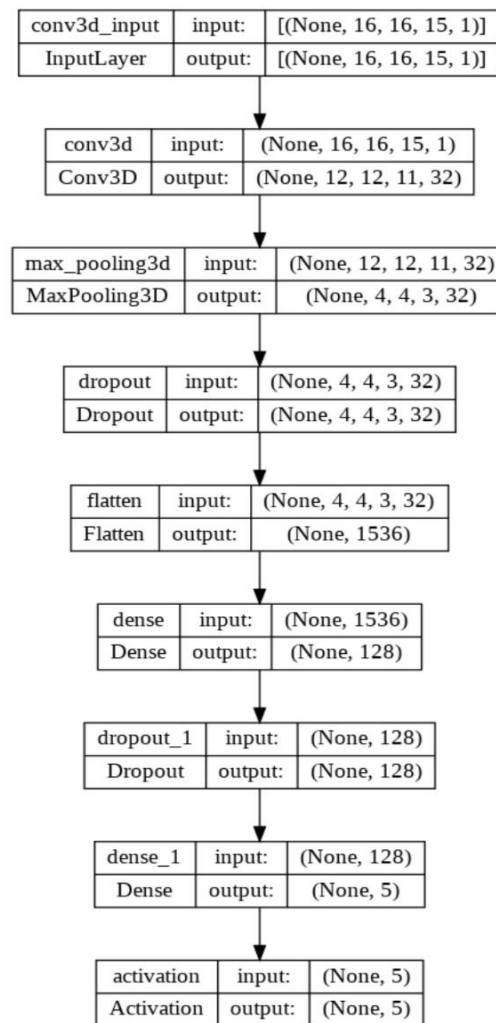 conv3d_input input: [(None, 16, 16, 15, 1)]
InputLayer output: [(None, 16, 16, 15, 1)]
conv3d input: (None, 16, 16, 15, 1)
Conv3D output: (None, 12, 12, 11, 32)
max_pooling3d input: (None, 12, 12, 11, 32)
MaxPooling3D output: (None, 4, 4, 3, 32)
dropout input: (None, 4, 4, 3, 32)
Dropout output: (None, 4, 4, 3, 32)
flatten input: (None, 4, 4, 3, 32)
Flatten output: (None, 1536)
dense input: (None, 1536)
Dense output: (None, 128)
dropout_1 input: (None, 128)
Dropout output: (None, 128)
dense_1 input: (None, 128)
Dense output: (None, 5)
activation input: (None, 5)
Activation output: (None, 5)